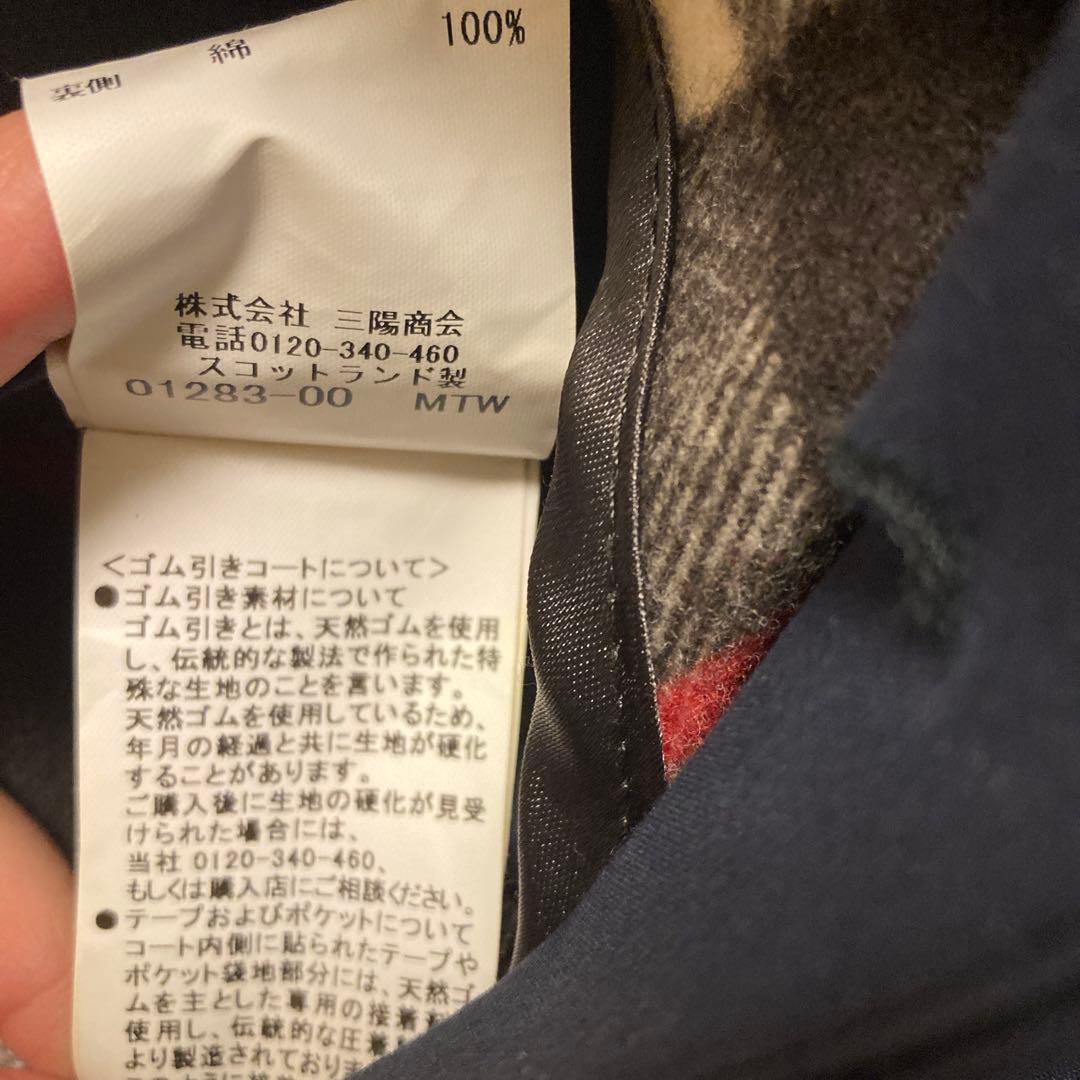 綿 100%
裏側
株式会社 三陽商会
電話0120-340-460
スコットランド製
01283-00 MTW
<ゴム引きコートについて>
●ゴム引き素材について
ゴム引きとは、天然ゴムを使用
し、伝統的な製法で作られた特
殊な生地のことを言います。
天然ゴムを使用しているため、
年月の経過と共に生地が硬化
することがあります。
ご購入後に生地の硬化が見受
けられた場合には、
当社 0120-340-460、
もしくは購入店にご相談ください。
●テープおよびポケットについて
コート内側に貼られたテープや
ポケット袋地部分には、天然ゴ
ムを主とした専用の接着
使用し、伝統的な圧着
より製造されており